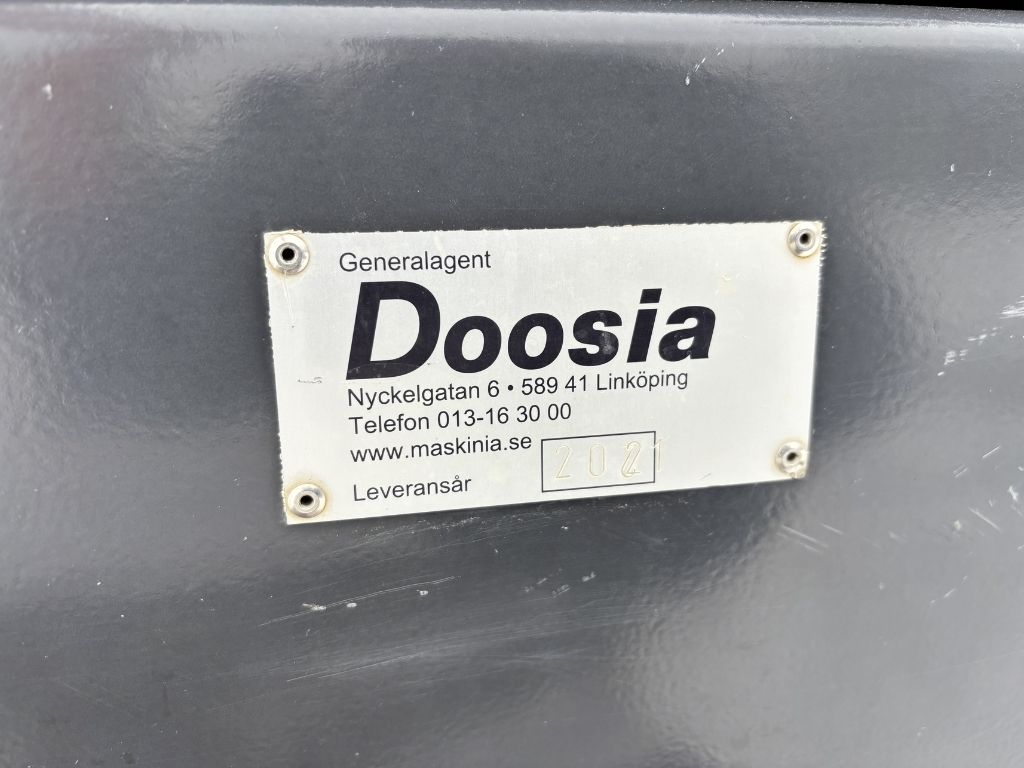 Generalagent
Doosia
Nyckelgatan 6 • 589 41 Linköping
Telefon 013-16 30 00
www.maskinia.se
Leveransår 2021